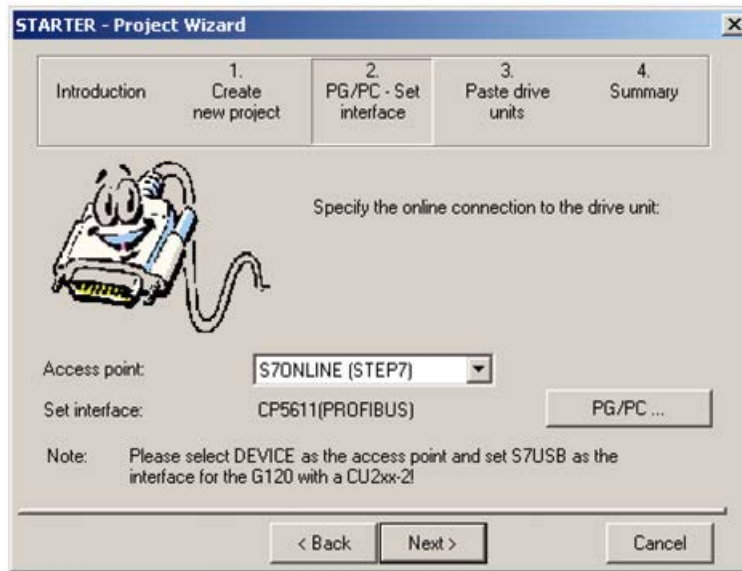 STARTER - Project Wizard
Introduction
1.
Create
new project
2.
PG/PC - Set
interface
3.
Paste drive
units
4.
Summary
Specify the online connection to the drive unit:
Access point:
S7ONLINE (STEP7)
Set interface:
CP5611(PROFIBUS)
PG/PC ...
Note:
Please select DEVICE as the access point and set S7USB as the
interface for the G120 with a CU2xx-2!
< Back
Next >
Cancel